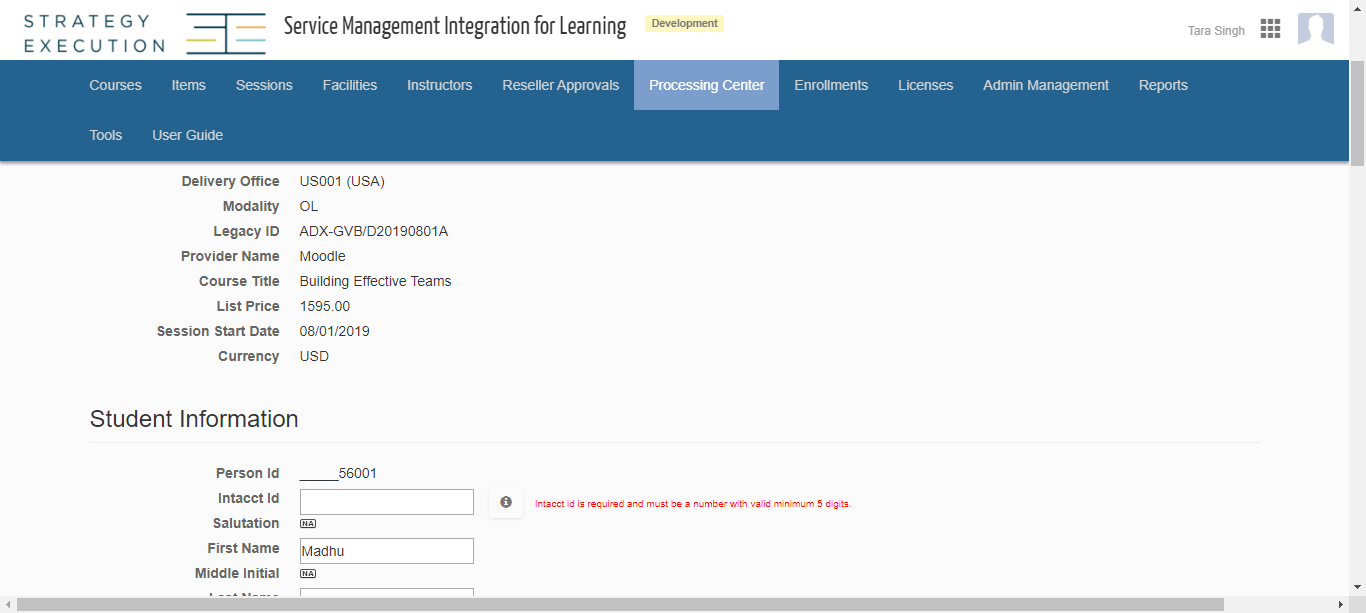 STRATEGY
EXECUTION
Service Management Integration for Learning
Development
Tara Singh
Courses Items Sessions Facilities Instructors Reseller Approvals Processing Center Enrollments Licenses Admin Management Reports
Tools User Guide
Delivery Office US001 (USA)
Modality OL
Legacy ID ADX-GVB/D20190801A
Provider Name Moodle
Course Title Building Effective Teams
List Price 1595.00
Session Start Date 08/01/2019
Currency USD
Student Information
Person Id _____56001
Intacct Id Intacct id is required and must be a number with valid minimum 5 digits.
Salutation NA
First Name Madhu
Middle Initial NA
Last Name